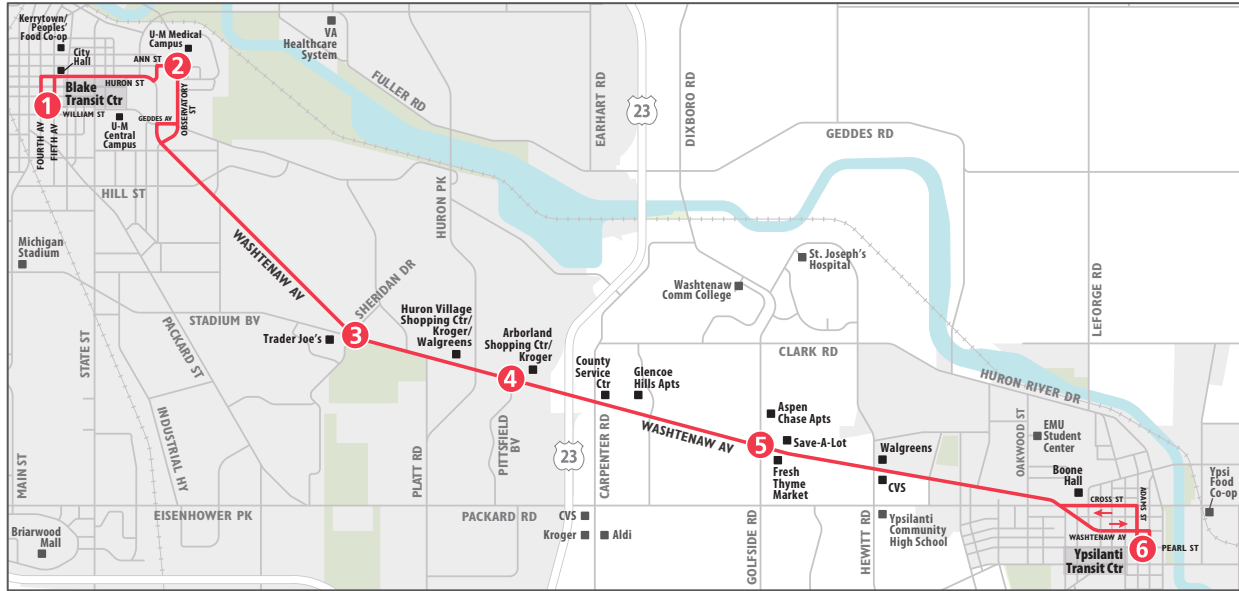 Kerrytown/
Peoples'
Food Co-op
City
Hall
U-M Medical
Campus
ANN ST
2
HURON ST
Blake
Transit Ctr
1
WILLIAM ST
FOURTH AV
FIFTH AV
U-M
Central
Campus
GEDDES AV
OBSERVATORY
ST
VA
Healthcare
System
FULLER RD
EARHART RD
23
DIXBORO RD
GEDDES RD
HILL ST
HURON PK
Michigan
Stadium
WASHTENAW AV
SHERIDAN DR
STADIUM BV
Trader Joe's
3
Huron Village
Shopping Ctr/
Kroger/
Walgreens
Arborland
Shopping Ctr/
Kroger
4
Washtenaw
Comm College
St. Joseph's
Hospital
LEFORGE RD
CLARK RD
HURON RIVER DR
County
Service
Ctr
Glencoe
Hills Apts
WASHTENAW AV
Aspen
Chase Apts
5
Save-A-Lot
Fresh
Thyme
Market
Walgreens
CVS
STATE ST
PACKARD ST
INDUSTRIAL HY
MAIN ST
PLATT RD
PITTSFIELD
BV
23
CARPENTER RD
EISENHOWER PK
PACKARD RD
Briarwood
Mall
CVS
Kroger
Aldi
GOLFSIDE RD
HEWITT RD
Ypsilanti
Community
High School
OAKWOOD ST
EMU
Student
Center
Boone
Hall
CROSS ST
ADAMS ST
WASHTENAW AV
6
PEARL ST
Ypsilanti
Transit Ctr
Ypsi
Food
Co-op